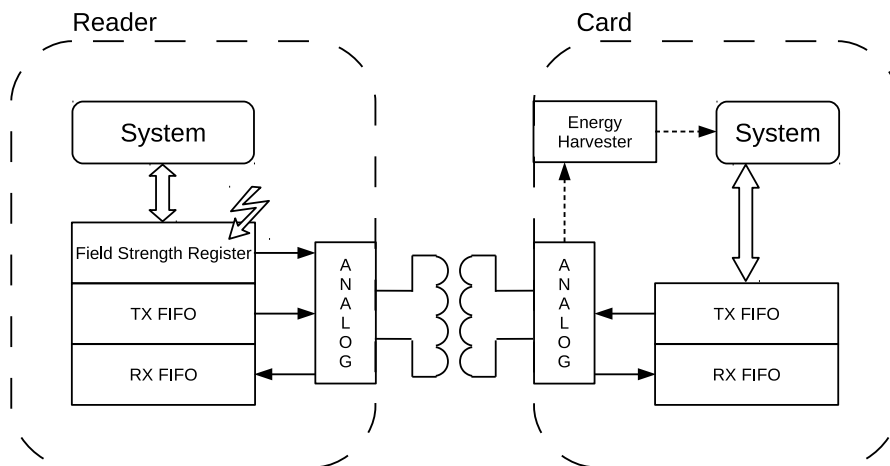 Reader
Card
System
Energy
Harvester
System
Field Strength Register
TX FIFO
RX FIFO
A
N
A
L
O
G
A
N
A
L
O
G
TX FIFO
RX FIFO